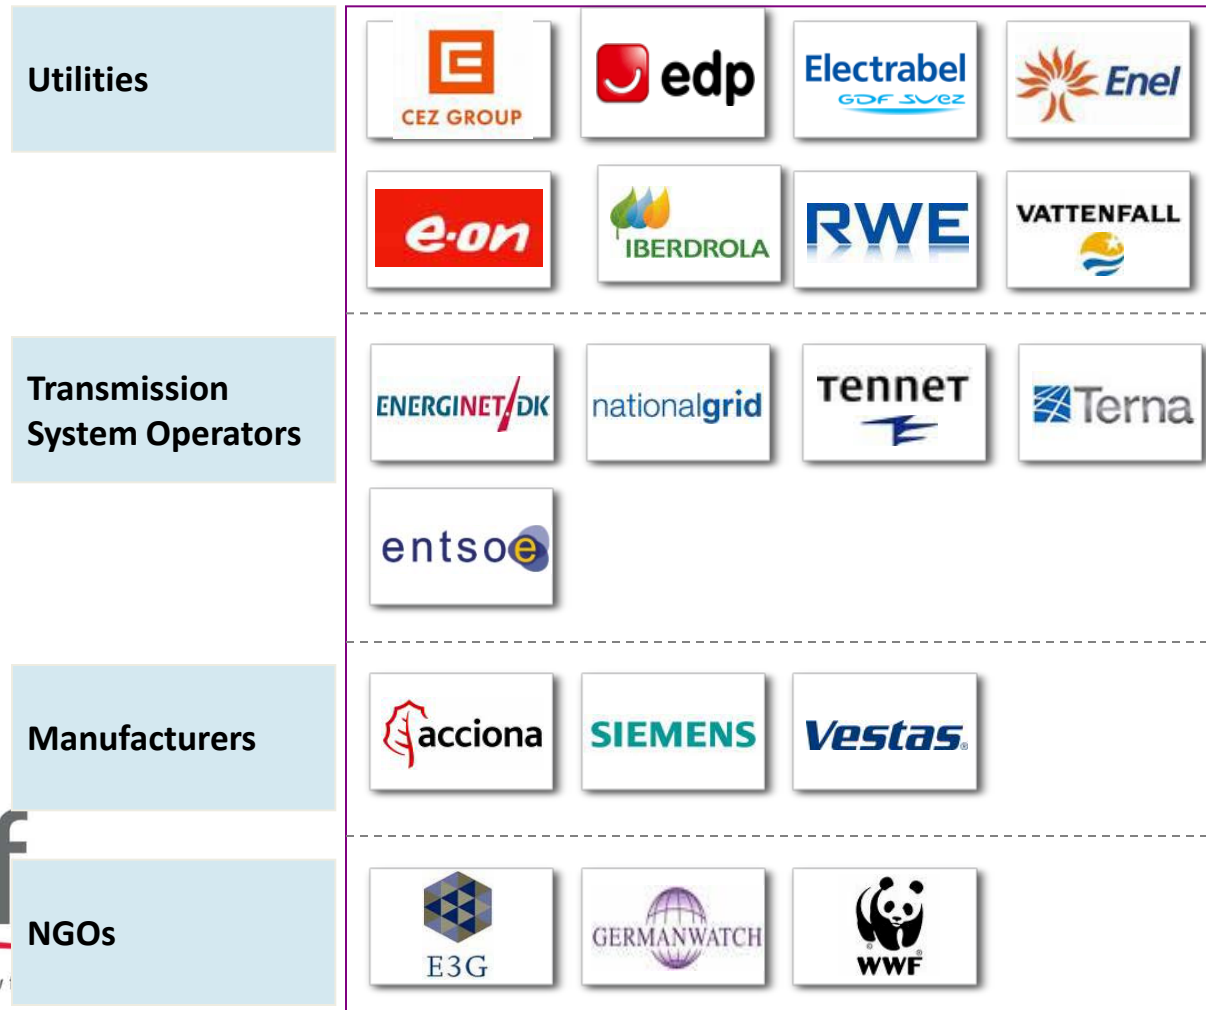 Utilities
CEZ GROUP
edp
Electrabel
GDF SUEZ
Enel
e·on
IBERDROLA
RWE
VATTENFALL
Transmission
System Operators
ENERGINET/DK
nationalgrid
TenneT
Terna
entsoe
Manufacturers
acciona
SIEMENS
Vestas®
f
NGOs
E3G
GERMANWATCH
WWF
y t